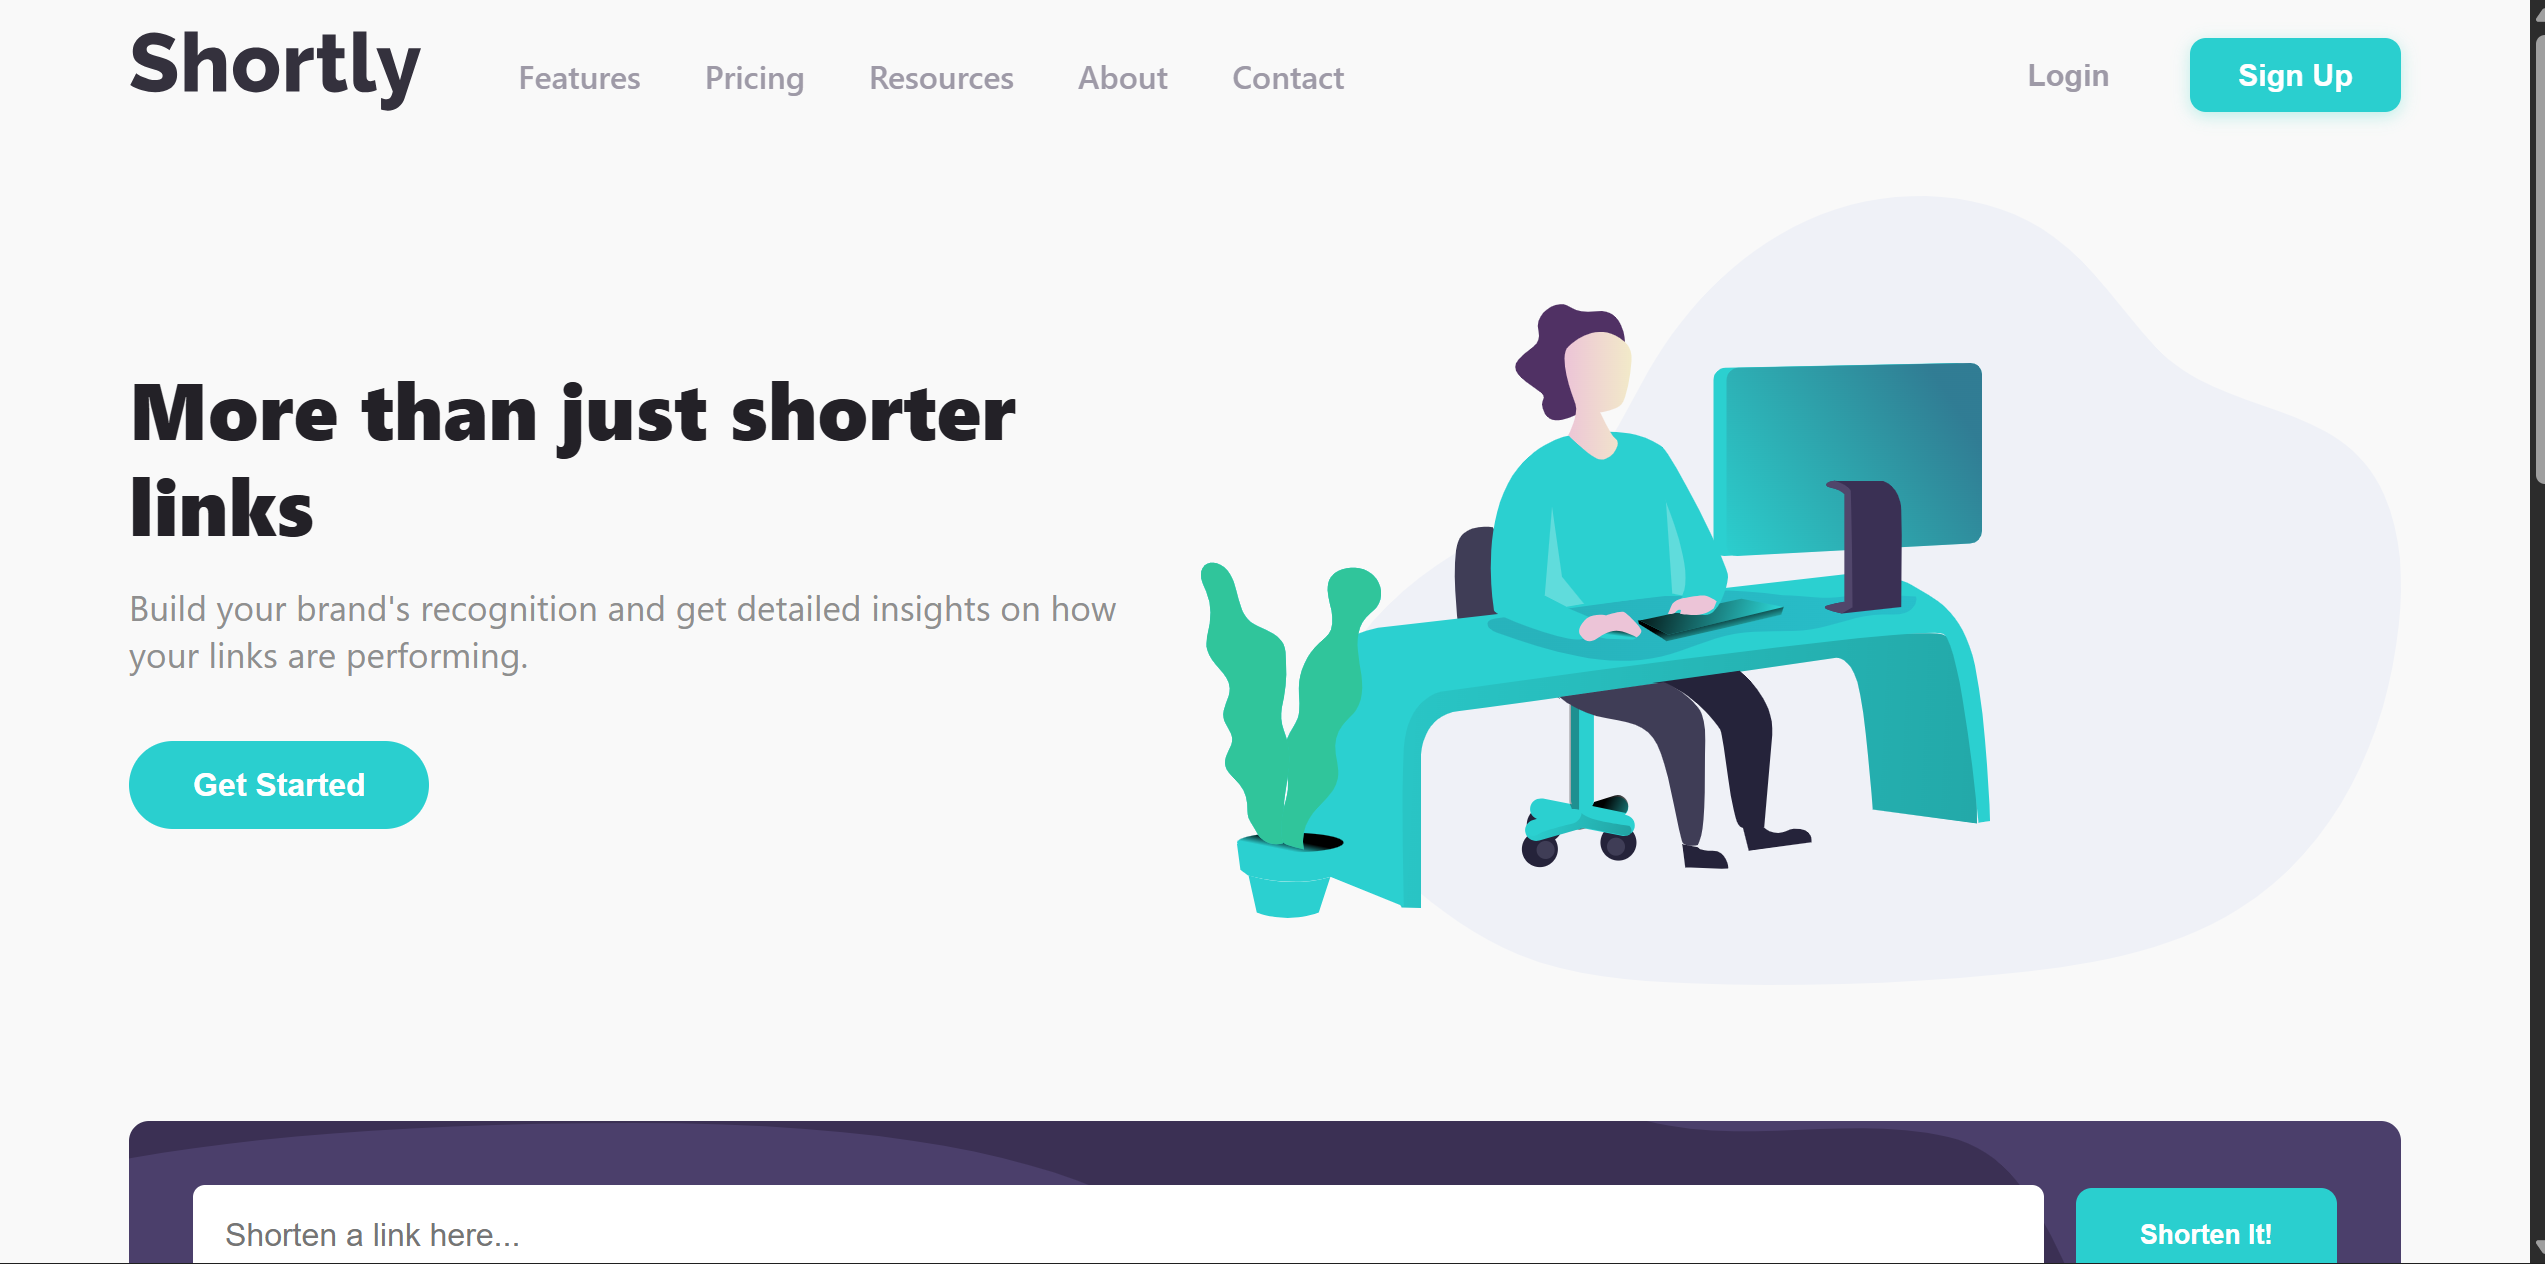 Shortly Features Pricing Resources About Contact Login Sign Up
More than just shorter
links
Build your brand's recognition and get detailed insights on how
your links are performing.
Get Started
Shorten a link here... Shorten It!